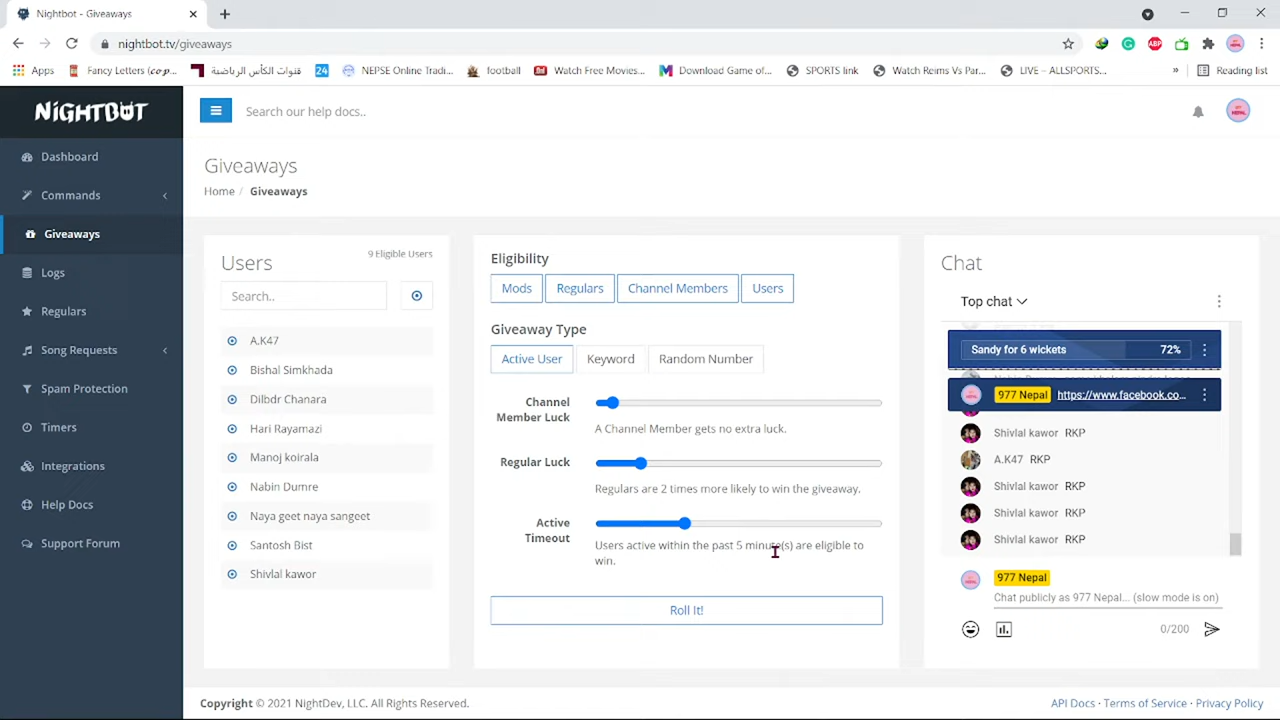 Nightbot - Giveaways
nightbot.tv/giveaways
Apps
Fancy Letters (
قنوات الكأس الرياضية
24
NEPSE Online Tradi...
football
Watch Free Movies...
Download Game of...
SPORTS link
Watch Reims Vs Par...
LIVE – ALLSPORTS...
»
Reading list
NIGHTBOT
Search our help docs..
Dashboard
Commands
Giveaways
Logs
Regulars
Song Requests
Spam Protection
Timers
Integrations
Help Docs
Support Forum
Giveaways
Home / Giveaways
Users
9 Eligible Users
Search..
A.K47
Bishal Simkhada
Dilbdr Chanara
Hari Rayamazi
Manoj koirala
Nabin Dumre
Naya geet naya sangeet
Santosh Bist
Shivlal kawor
Eligibility
Mods
Regulars
Channel Members
Users
Giveaway Type
Active User
Keyword
Random Number
Channel
Member Luck
A Channel Member gets no extra luck.
Regular Luck
Regulars are 2 times more likely to win the giveaway.
Active
Timeout
Users active within the past 5 minute(s) are eligible to
win.
Roll It!
Chat
Top chat
Sandy for 6 wickets 72%
977 Nepal https://www.facebook.co...
Shivlal kawor RKP
A.K47 RKP
Shivlal kawor RKP
Shivlal kawor RKP
Shivlal kawor RKP
977 Nepal
Chat publicly as 977 Nepal... (slow mode is on)
0/200
Copyright © 2021 NightDev, LLC. All Rights Reserved.
API Docs · Terms of Service · Privacy Policy